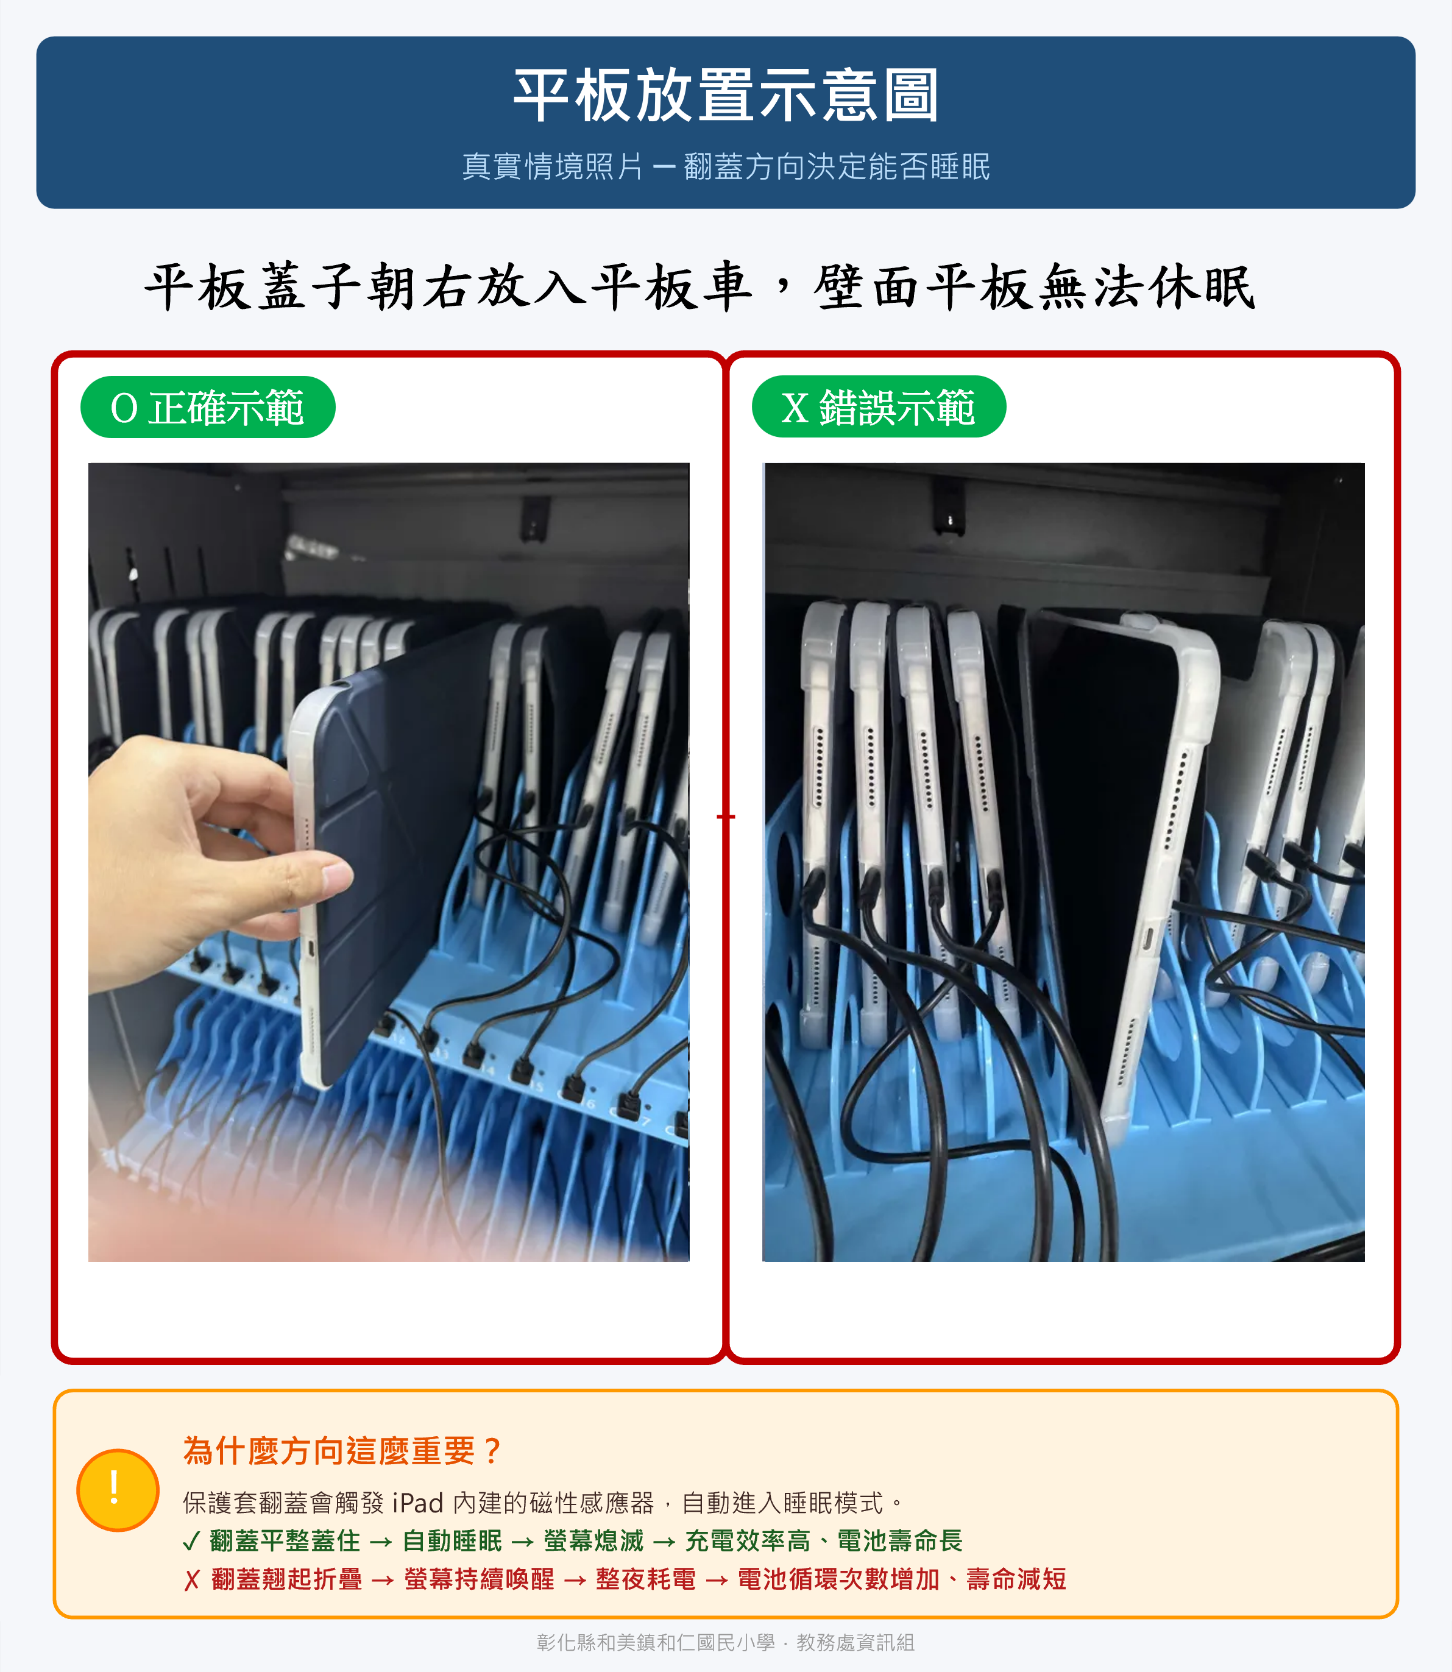 平板放置示意圖
真實情境照片 — 翻蓋方向決定能否睡眠
平板蓋子朝右放入平板車，壁面平板無法休眠
O 正確示範
X 錯誤示範
為什麼方向這麼重要？
保護套翻蓋會觸發 iPad 內建的磁性感應器，自動進入睡眠模式。
✓ 翻蓋平整蓋住 → 自動睡眠 → 螢幕熄滅 → 充電效率高、電池壽命長
✗ 翻蓋翹起折疊 → 螢幕持續喚醒 → 整夜耗電 → 電池循環次數增加、壽命減短
彰化縣和美鎮和仁國民小學 · 教務處資訊組